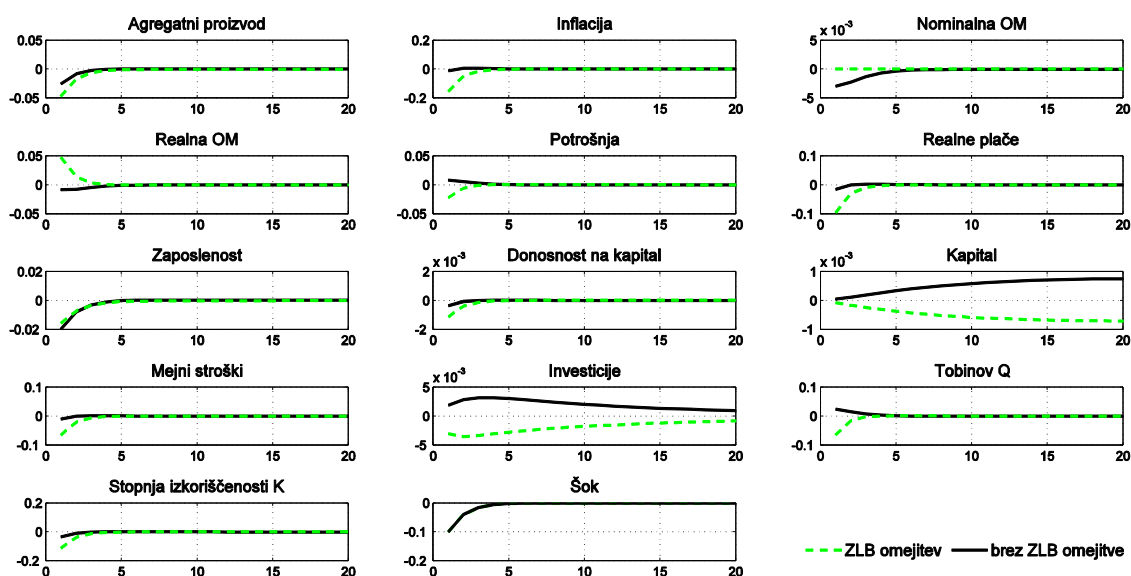 Agregatni proizvod
0.05
0
-0.05
0 5 10 15 20
Inflacija
0.2
0
-0.2
0 5 10 15 20
Nominalna OM
x 10⁻³
5
0
-5
0 5 10 15 20
Realna OM
0.05
0
-0.05
0 5 10 15 20
Potrošnja
0.05
0
-0.05
0 5 10 15 20
Realne plače
0.1
0
-0.1
0 5 10 15 20
Zaposlenost
0.02
0
-0.02
0 5 10 15 20
Donosnost na kapital
x 10⁻³
2
0
-2
0 5 10 15 20
Kapital
x 10⁻³
1
0
-1
0 5 10 15 20
Mejni stroški
0.1
0
-0.1
0 5 10 15 20
Investicije
x 10⁻³
5
0
-5
0 5 10 15 20
Tobinov Q
0.1
0
-0.1
0 5 10 15 20
Stopnja izkoriščenosti K
0.2
0
-0.2
0 5 10 15 20
Šok
0
-0.1
-0.2
0 5 10 15 20
ZLB omejitev brez ZLB omejitve